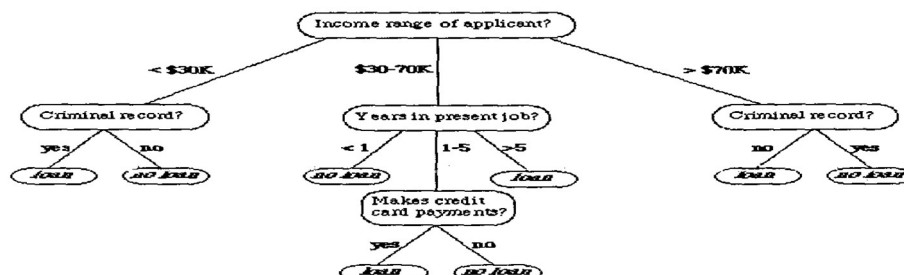 Income range of applicant?
< $30K $30-70K > $70K
Criminal record? Years in present job? Criminal record?
yes no < 1 1-5 >5 no yes
loan no loan no loan loan loan no loan
Makes credit
card payments?
yes no
loan no loan